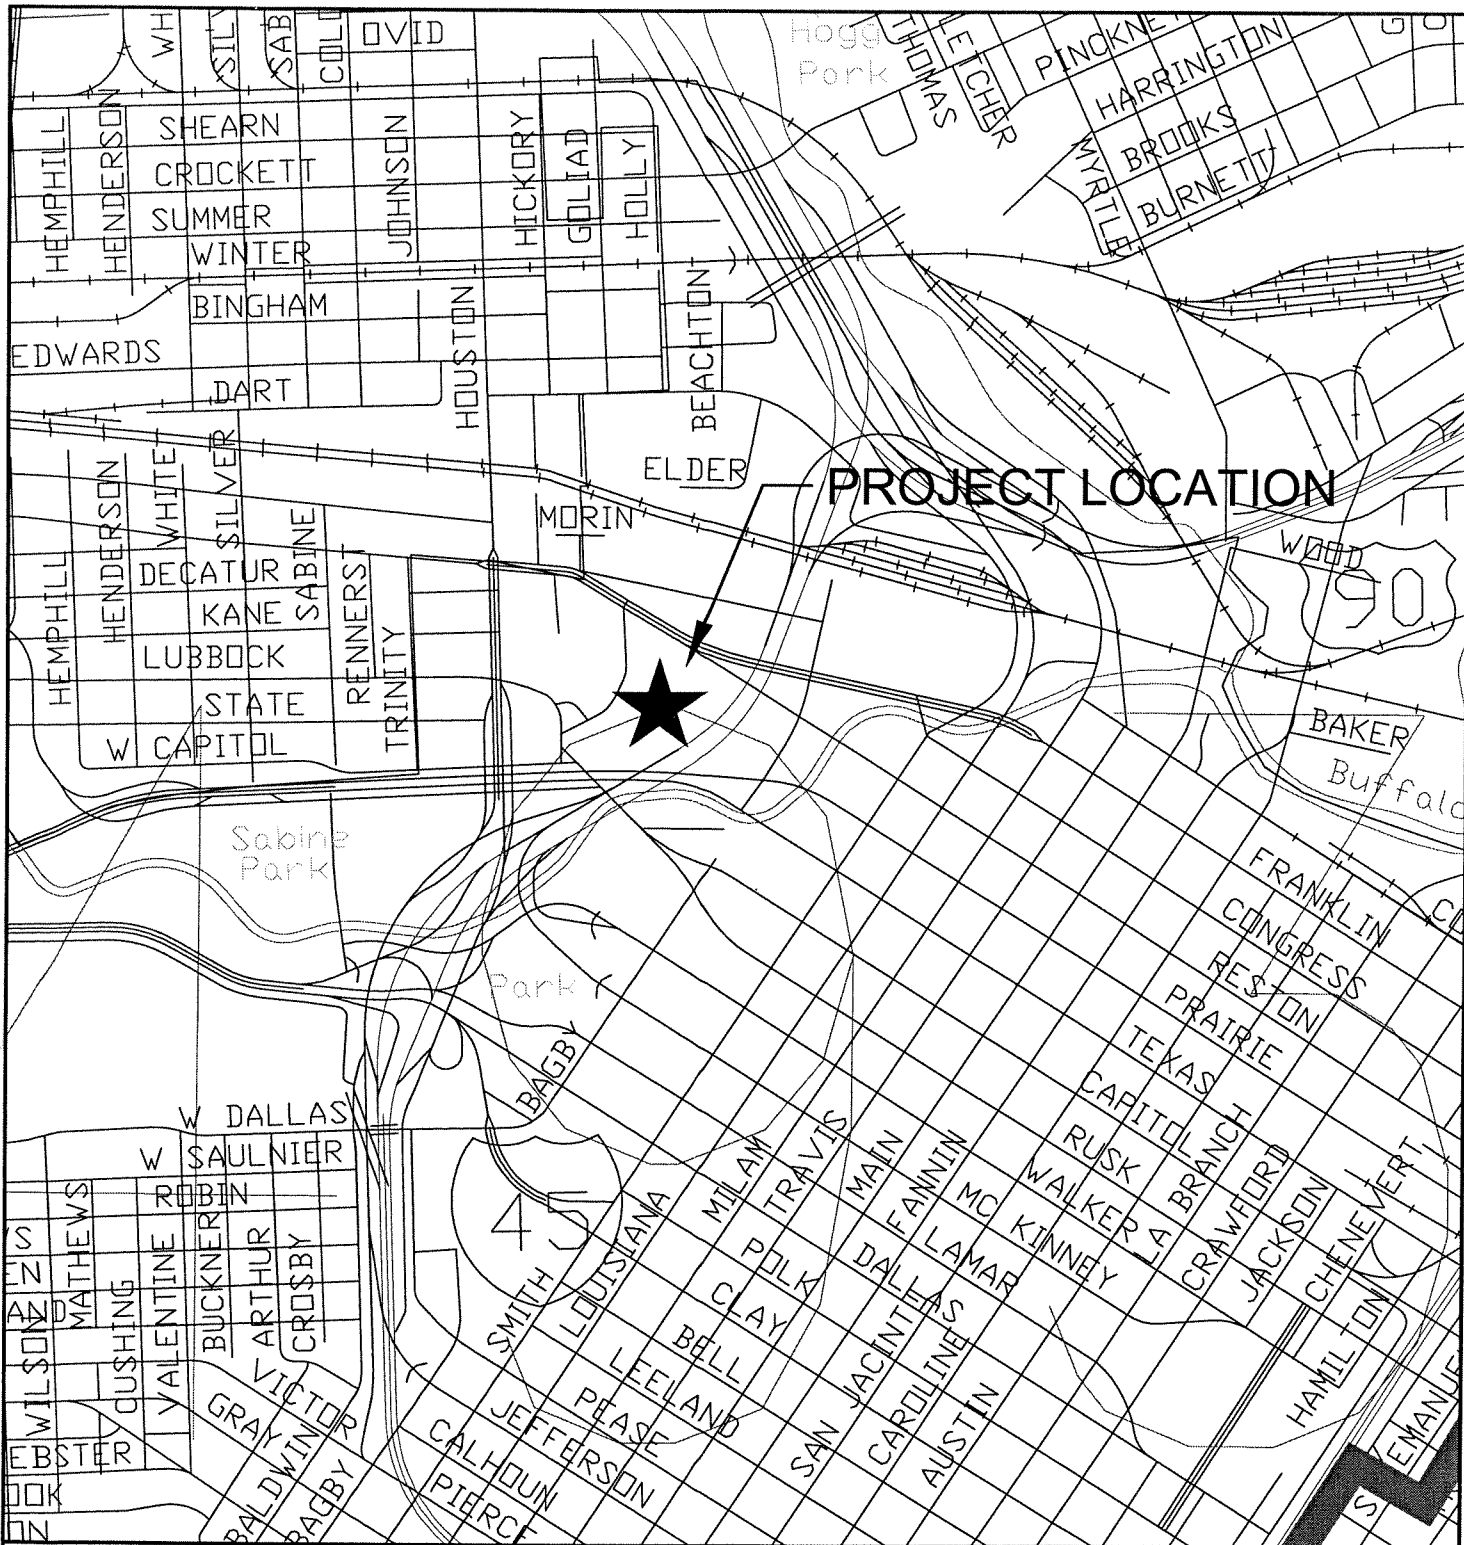 OVID
Hogg
Park
THOMAS
FLETCHER
HARRINGTON
BROOKS
BURNETT
MYRTLE
HEMPHILL
HENDERSON
SHEARN
CROCKETT
SUMMER
WINTER
JOHNSON
HICKORY
GOLIAD
HOLLY
BINGHAM
EDWARDS
DART
HOUSTON
BEACHTON
ELDER
MORIN
PROJECT LOCATION
WOOD
90
HEMPHILL
HENDERSON
WHITE
SILVER
SABINE
RENNERST
TRINITY
DECATUR
KANE
LUBBOCK
STATE
W CAPITOL
BAKER
Buffalo
Sabine
Park
Park
FRANKLIN
CONGRESS
RESTON
PRAIRIE
TEXAS
CAPITOL
RUSK
WALKER
MC KINNEY
LAMAR
DALLAS
POLK
CLAY
BELL
LEELAND
PEASE
JEFFERSON
CALHOUN
PIERCE
BAGBY
W DALLAS
W SAULNIER
ROBIN
MATHEWS
CUSHING
VALENTINE
BUCKNER
ARTHUR
CROSBY
WILSON
VICTOR
GRAY
BALDWIN
BAGBY
45
SMITH
LOUISIANA
MILAM
TRAVIS
MAIN
FANNIN
SAN JACINTO
CAROLINE
AUSTIN
LA BRANCH
CRAWFORD
JACKSON
CHENEVERT
HAMILTON